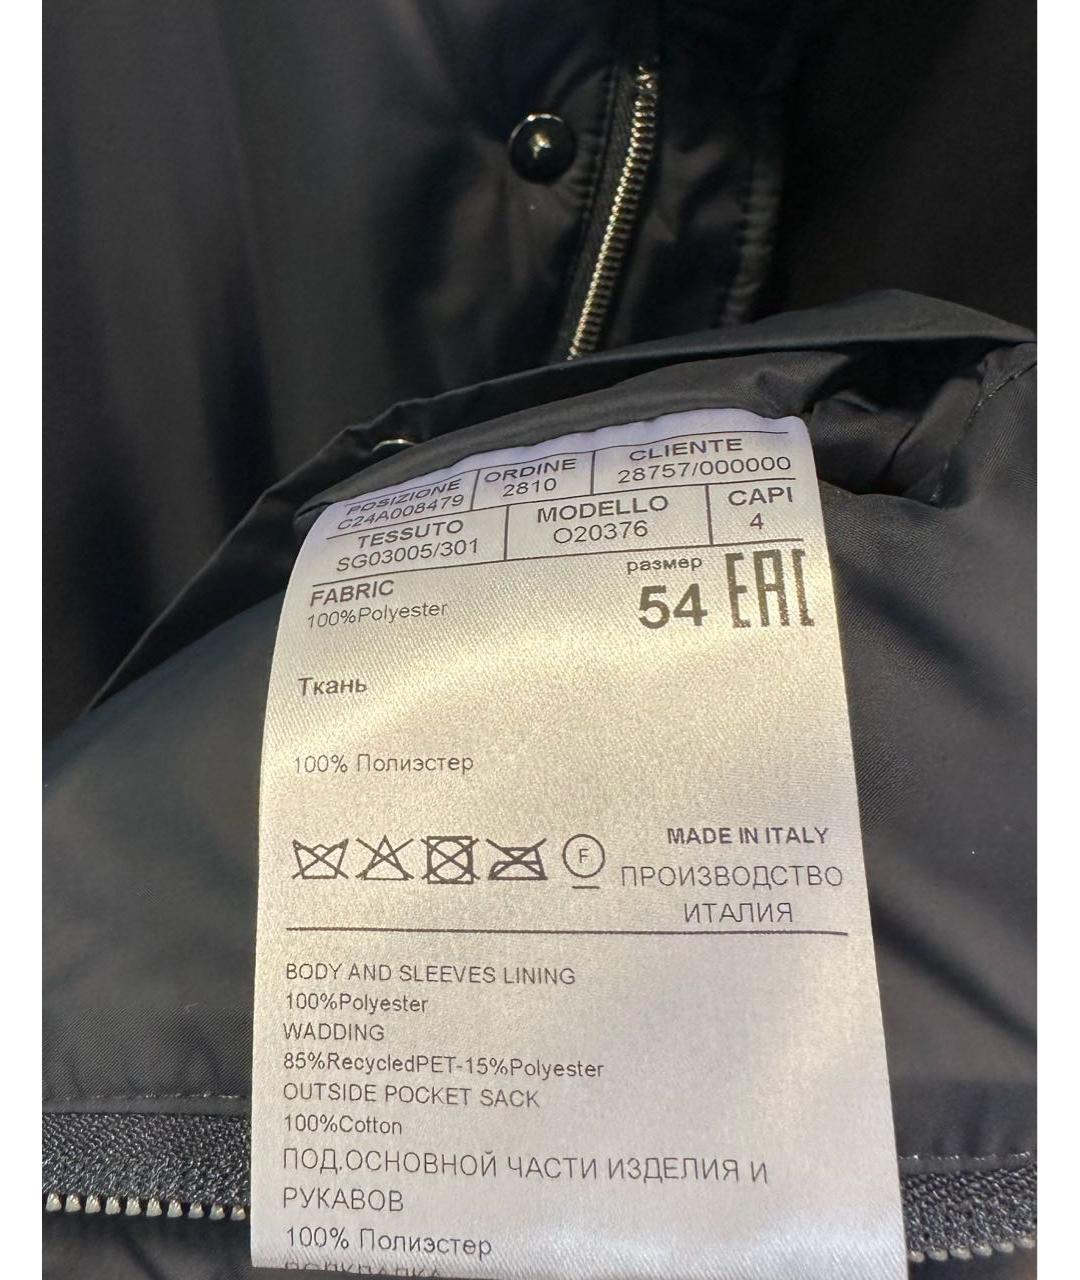 POSIZIONE ORDINE CLIENTE
C24A008479 2810 28757/000000
TESSUTO MODELLO CAPI
SG03005/301 O20376 4
FABRIC размер
100%Polyester 54 EAC
Ткань
100% Полиэстер
F
MADE IN ITALY
ПРОИЗВОДСТВО
ИТАЛИЯ
BODY AND SLEEVES LINING
100%Polyester
WADDING
85%RecycledPET-15%Polyester
OUTSIDE POCKET SACK
100%Cotton
ПОД.ОСНОВНОЙ ЧАСТИ ИЗДЕЛИЯ И
РУКАВОВ
100% Полиэстер